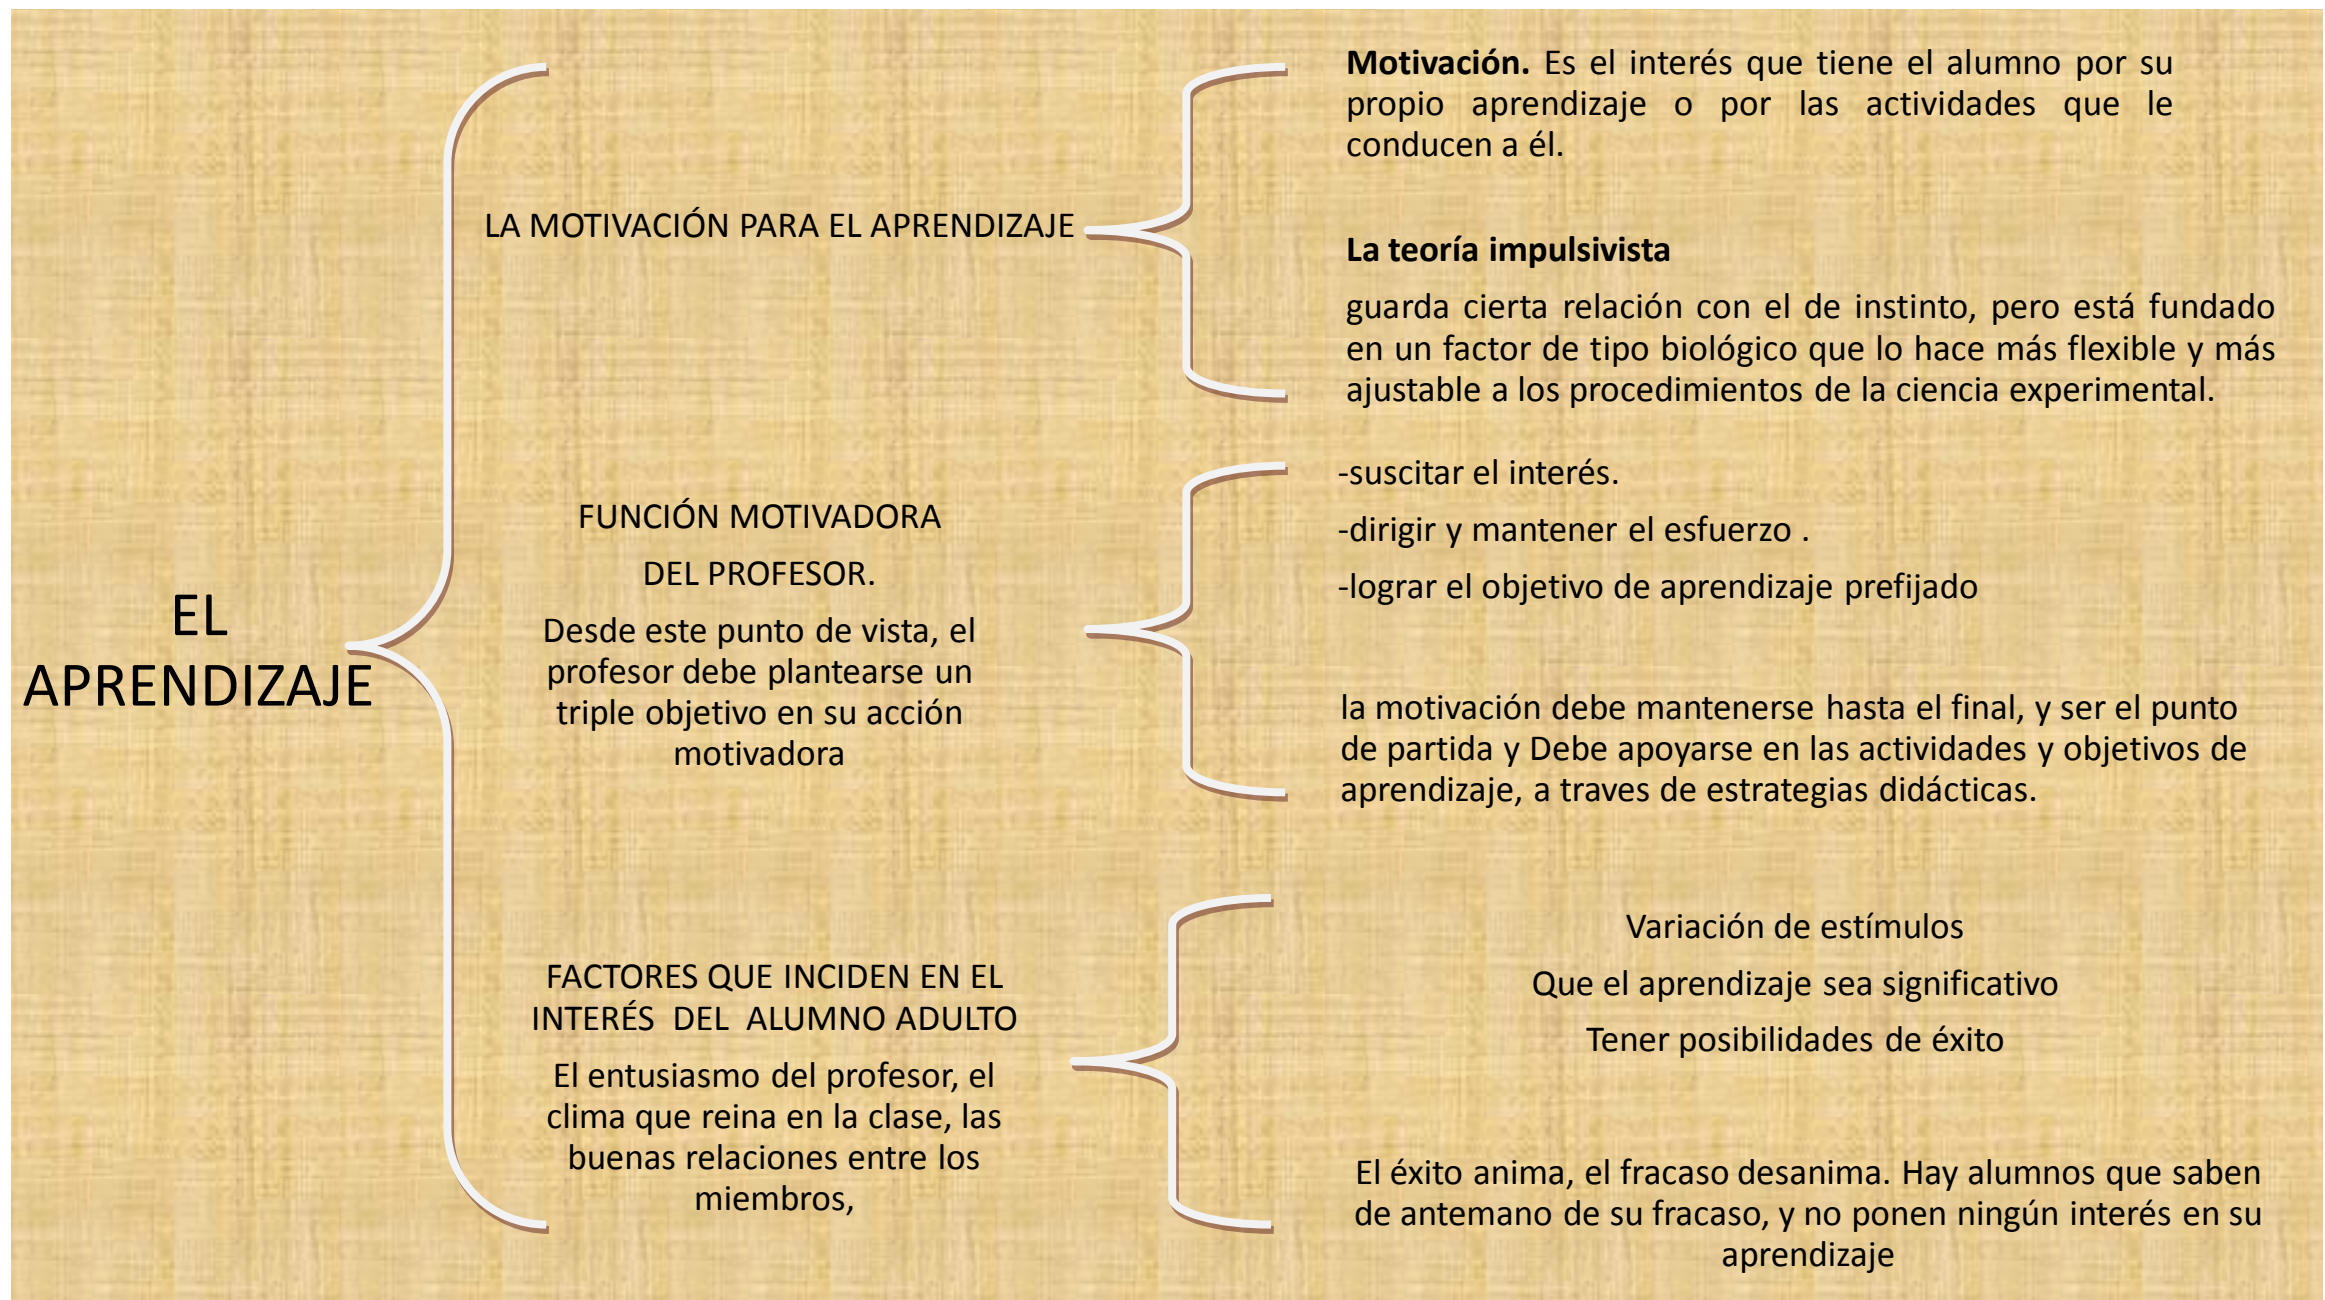 EL
APRENDIZAJE
LA MOTIVACIÓN PARA EL APRENDIZAJE
Motivación. Es el interés que tiene el alumno por su
propio aprendizaje o por las actividades que le
conducen a él.
La teoría impulsivista
guarda cierta relación con el de instinto, pero está fundado
en un factor de tipo biológico que lo hace más flexible y más
ajustable a los procedimientos de la ciencia experimental.
FUNCIÓN MOTIVADORA
DEL PROFESOR.
Desde este punto de vista, el
profesor debe plantearse un
triple objetivo en su acción
motivadora
-suscitar el interés.
-dirigir y mantener el esfuerzo .
-lograr el objetivo de aprendizaje prefijado
la motivación debe mantenerse hasta el final, y ser el punto
de partida y Debe apoyarse en las actividades y objetivos de
aprendizaje, a traves de estrategias didácticas.
FACTORES QUE INCIDEN EN EL
INTERÉS DEL ALUMNO ADULTO
El entusiasmo del profesor, el
clima que reina en la clase, las
buenas relaciones entre los
miembros,
Variación de estímulos
Que el aprendizaje sea significativo
Tener posibilidades de éxito
El éxito anima, el fracaso desanima. Hay alumnos que saben
de antemano de su fracaso, y no ponen ningún interés en su
aprendizaje